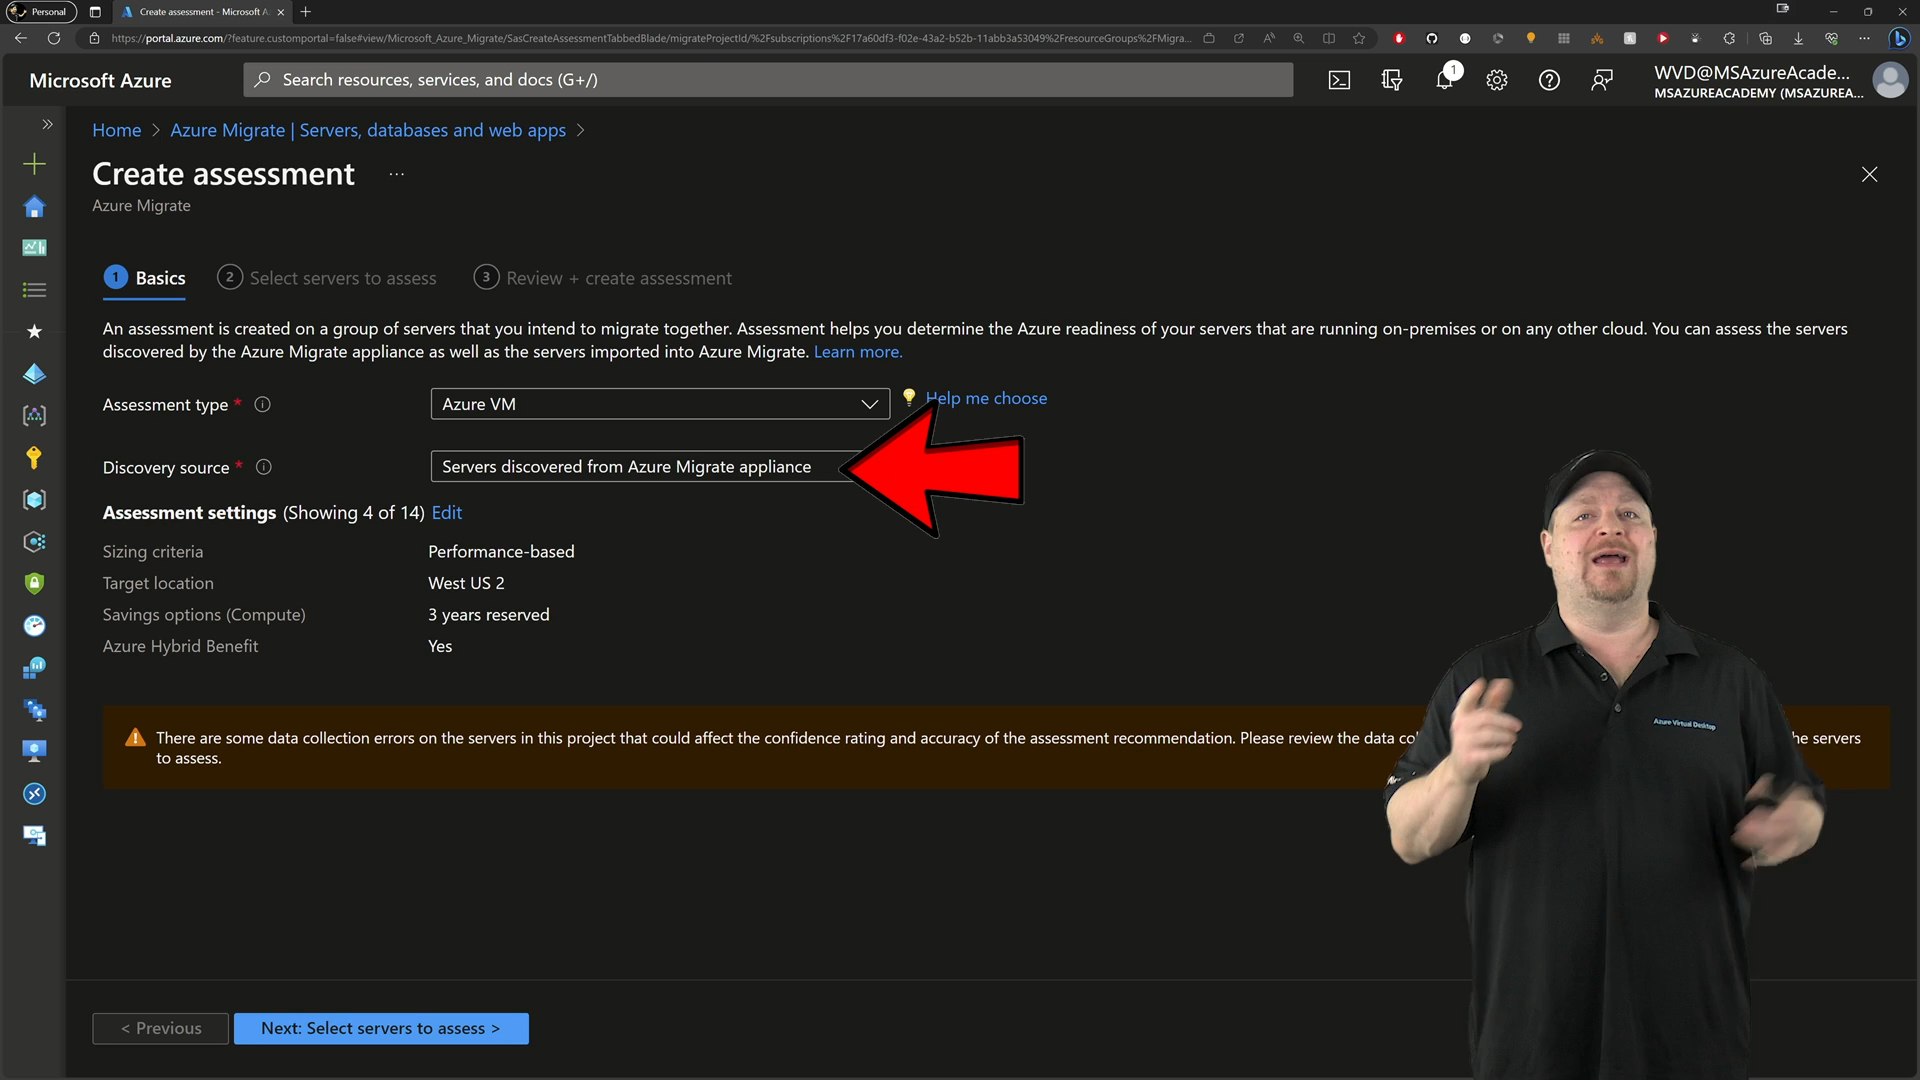 Personal
Create assessment - Microsoft A
https://portal.azure.com/?feature.customportal=false#view/Microsoft_Azure_Migrate/SasCreateAssessmentTabbedBlade/migrateProjectId/%2Fsubscriptions%2F17a60df3-f02e-43a2-b52b-11abb3a53049%2FresourceGroups%2FMigra...
Microsoft Azure
Search resources, services, and docs (G+/)
1
WVD@MSAzureAcade...
MSAZUREACADEMY (MSAZUREA...
Home > Azure Migrate | Servers, databases and web apps >
Create assessment ...
Azure Migrate
1 Basics
2 Select servers to assess
3 Review + create assessment
An assessment is created on a group of servers that you intend to migrate together. Assessment helps you determine the Azure readiness of your servers that are running on-premises or on any other cloud. You can assess the servers
discovered by the Azure Migrate appliance as well as the servers imported into Azure Migrate. Learn more.
Assessment type * Azure VM Help me choose
Discovery source * Servers discovered from Azure Migrate appliance
Assessment settings (Showing 4 of 14) Edit
Sizing criteria Performance-based
Target location West US 2
Savings options (Compute) 3 years reserved
Azure Hybrid Benefit Yes
There are some data collection errors on the servers in this project that could affect the confidence rating and accuracy of the assessment recommendation. Please review the data col he servers
to assess.
Azure Virtual Desktop
< Previous
Next: Select servers to assess >